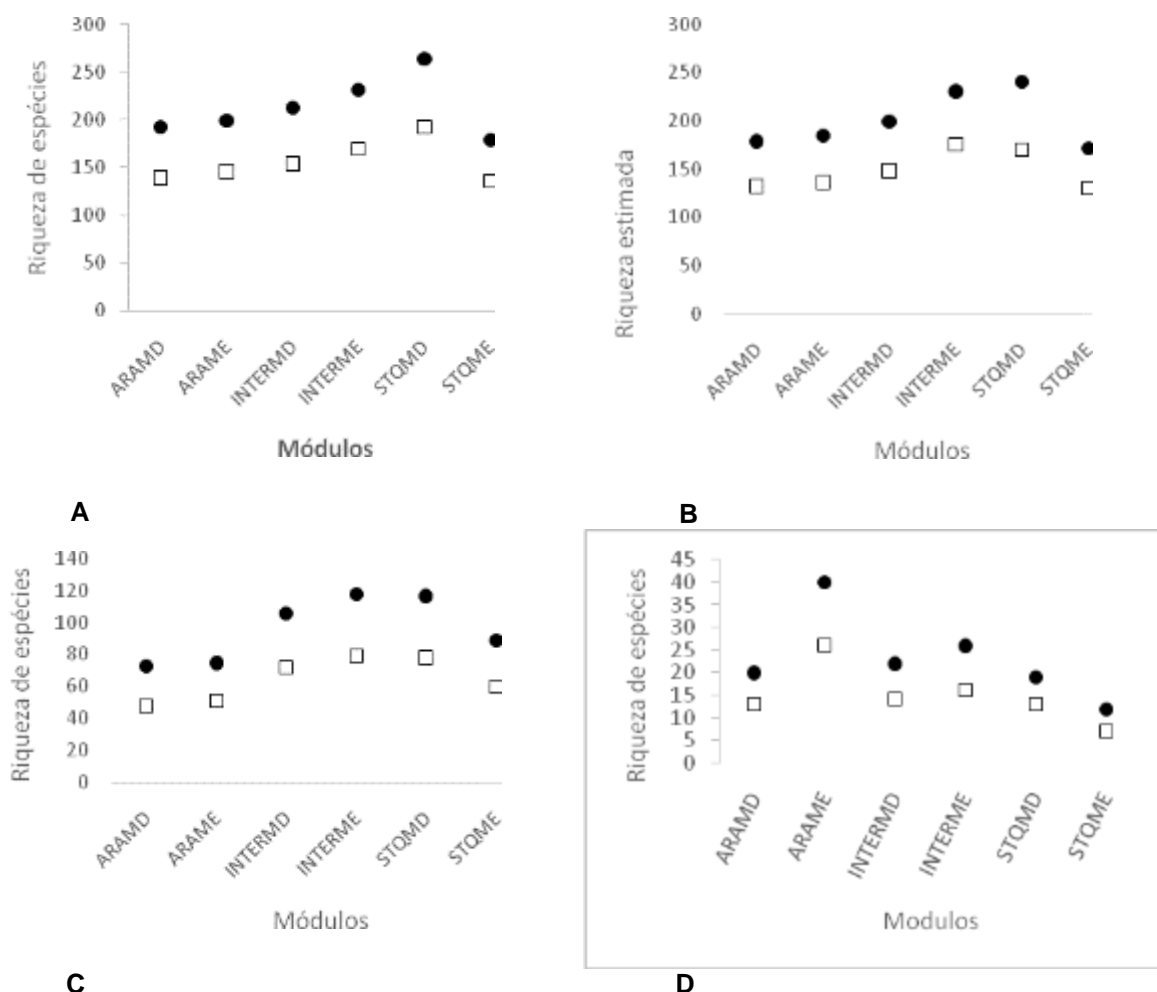 Riqueza de espécies
300
250
200
150
100
50
0
ARAMD
ARAME
INTERMD
INTERME
STQMD
STQME
Módulos
A
Riqueza estimada
300
250
200
150
100
50
0
ARAMD
ARAME
INTERMD
INTERME
STQMD
STQME
Módulos
B
Riqueza de espécies
140
120
100
80
60
40
20
0
ARAMD
ARAME
INTERMD
INTERME
STQMD
STQME
Módulos
C
Riqueza de espécies
45
40
35
30
25
20
15
10
5
0
ARAMD
ARAME
INTERMD
INTERME
STQMD
STQME
Modulos
D